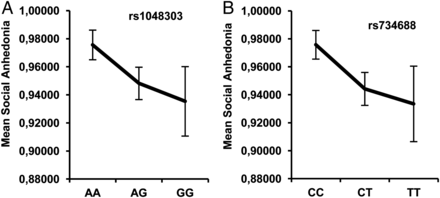 A
rs1048303
Mean Social Anhedonia
1,00000
0,98000
0,96000
0,94000
0,92000
0,90000
0,88000
AA AG GG
B
rs734688
Mean Social Anhedonia
1,00000
0,98000
0,96000
0,94000
0,92000
0,90000
0,88000
CC CT TT